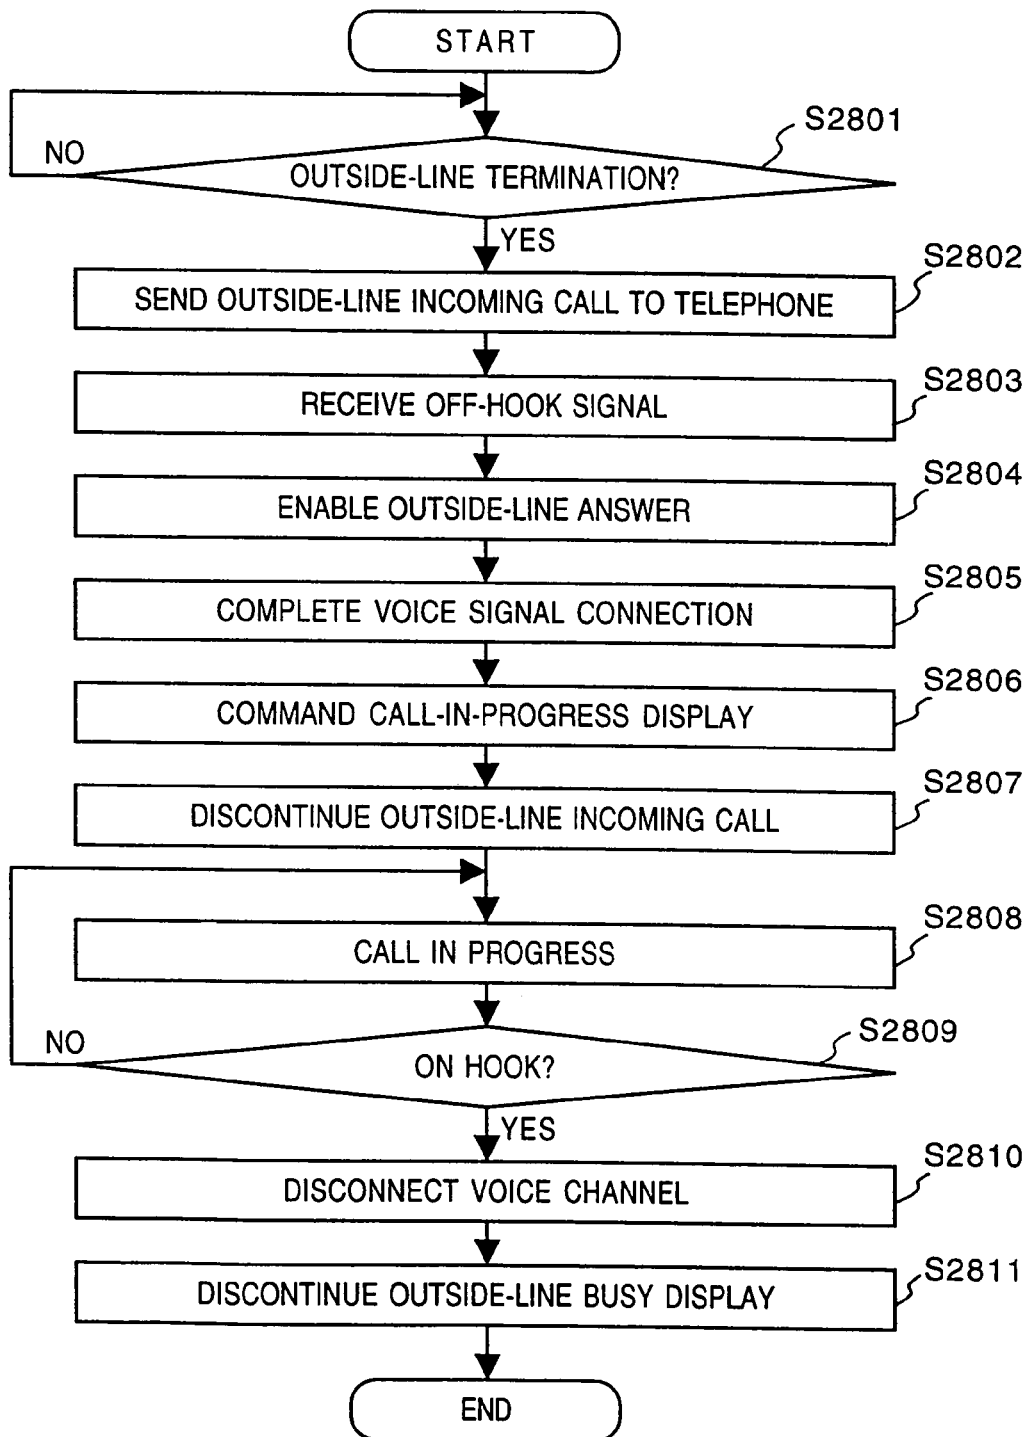 START
S2801
NO
OUTSIDE-LINE TERMINATION?
YES
S2802
SEND OUTSIDE-LINE INCOMING CALL TO TELEPHONE
S2803
RECEIVE OFF-HOOK SIGNAL
S2804
ENABLE OUTSIDE-LINE ANSWER
S2805
COMPLETE VOICE SIGNAL CONNECTION
S2806
COMMAND CALL-IN-PROGRESS DISPLAY
S2807
DISCONTINUE OUTSIDE-LINE INCOMING CALL
S2808
CALL IN PROGRESS
S2809
NO
ON HOOK?
YES
S2810
DISCONNECT VOICE CHANNEL
S2811
DISCONTINUE OUTSIDE-LINE BUSY DISPLAY
END